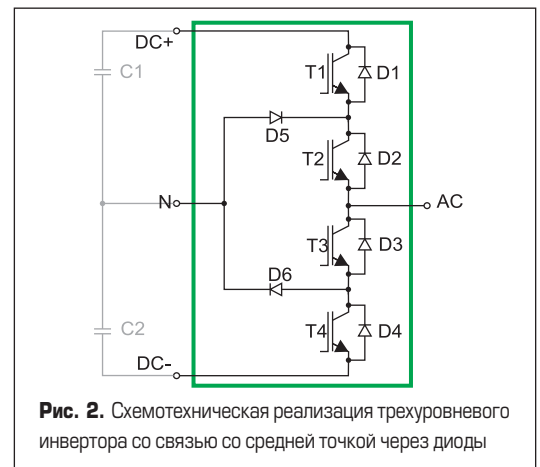 DC+
C1
T1
D1
D5
T2
D2
N
AC
T3
D3
D6
C2
T4
D4
DC-
Рис. 2. Схемотехническая реализация трехуровневого
инвертора со связью со средней точкой через диоды